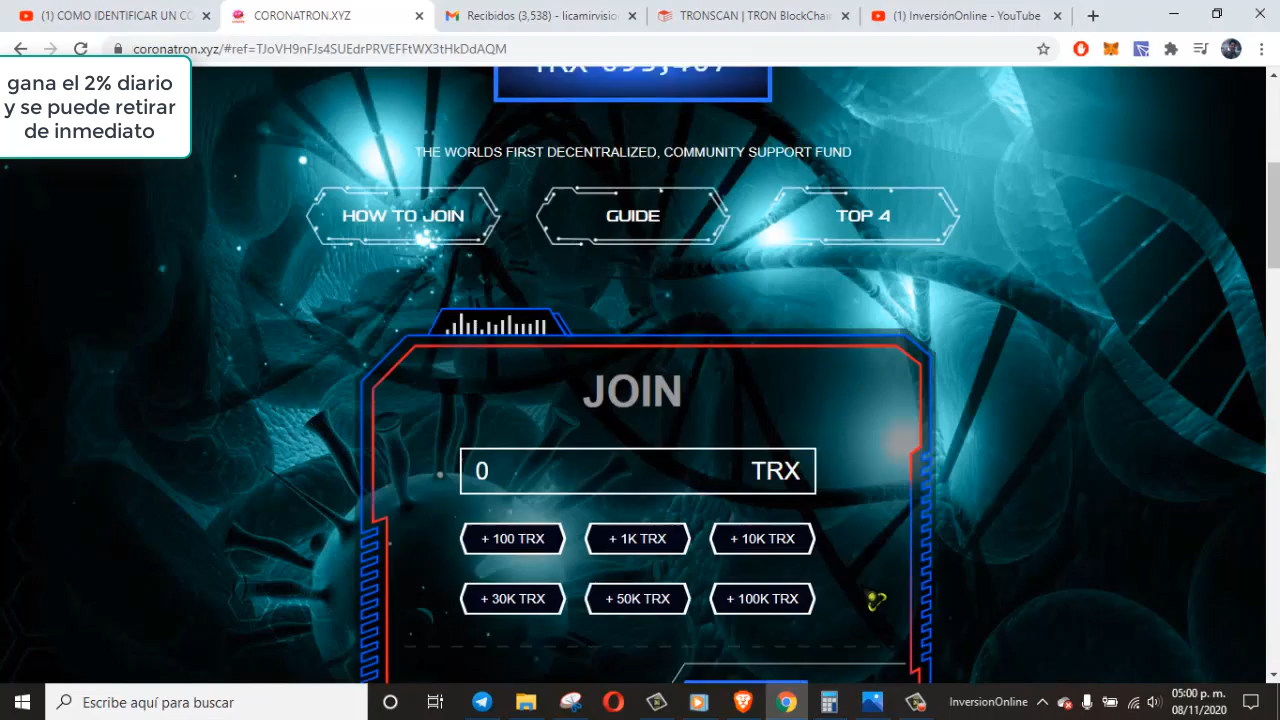 (1) COMO IDENTIFICAR UN CO
CORONATRON.XYZ
Recibidos (3,538) - licamirvision
TRONSCAN | TRON BlockChain
(1) InversiónOnline - YouTube
coronatron.xyz/#ref=TJoVH9nFJs4SUEdrPRVEFFtWX3tHkDdAQM
gana el 2% diario
y se puede retirar
de inmediato
THE WORLDS FIRST DECENTRALIZED, COMMUNITY SUPPORT FUND
HOW TO JOIN
GUIDE
TOP 4
JOIN
0 TRX
+ 100 TRX
+ 1K TRX
+ 10K TRX
+ 30K TRX
+ 50K TRX
+ 100K TRX
Escribe aquí para buscar
InversionOnline
05:00 p. m.
08/11/2020